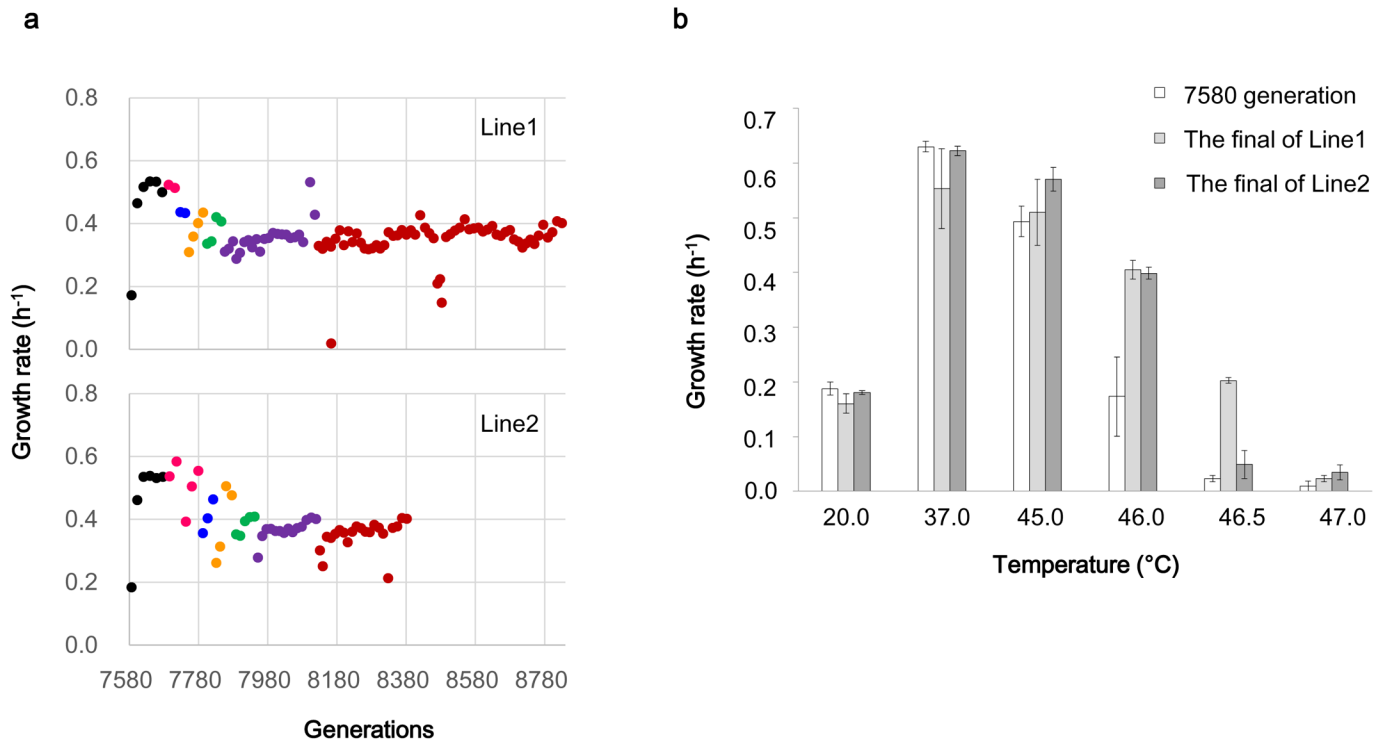 a
Growth rate (h⁻¹)
0.8
0.6
0.4
0.2
0.0
Line1
0.8
0.6
0.4
0.2
0.0
Line2
7580 7780 7980 8180 8380 8580 8780
Generations
b
Growth rate (h⁻¹)
0.7
0.6
0.5
0.4
0.3
0.2
0.1
0.0
7580 generation
The final of Line1
The final of Line2
20.0 37.0 45.0 46.0 46.5 47.0
Temperature (°C)